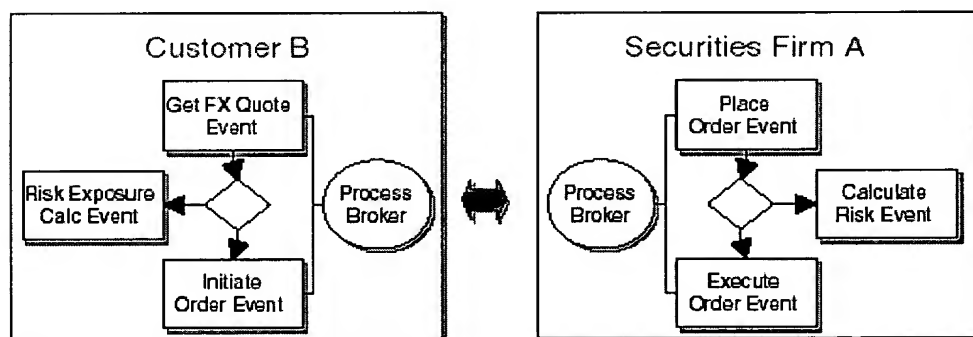 Customer B
Get FX Quote
Event
Risk Exposure
Calc Event
Process
Broker
Initiate
Order Event
Securities Firm A
Place
Order Event
Process
Broker
Calculate
Risk Event
Execute
Order Event